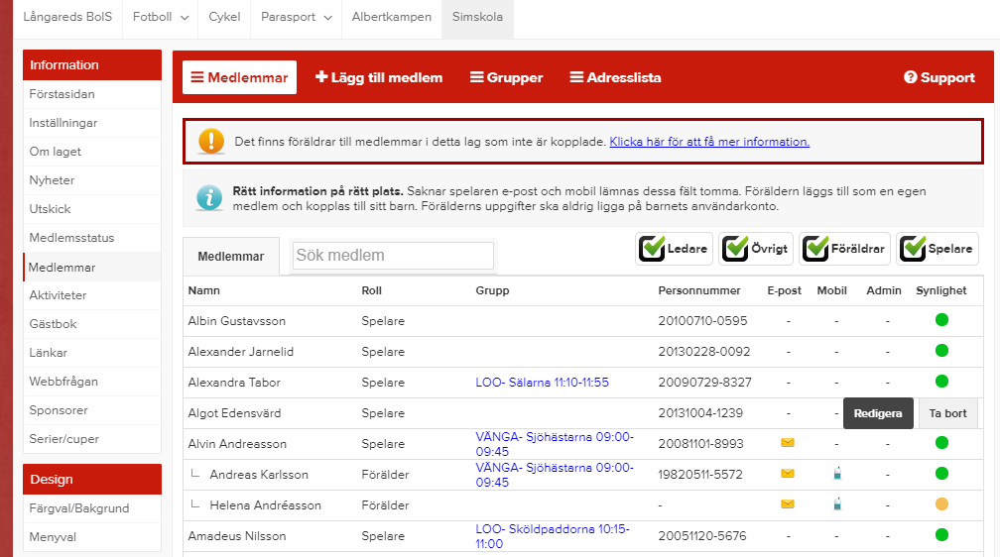 Långareds BoIS Fotboll Cykel Parasport Albertkampen Simskola
Information
Förstasidan
Inställningar
Om laget
Nyheter
Utskick
Medlemsstatus
Medlemmar
Aktiviteter
Gästbok
Länkar
Webbfrågan
Sponsorer
Serier/cuper
Design
Färgval/Bakgrund
Menyval
Medlemmar Lägg till medlem Grupper Adresslista Support
Det finns föräldrar till medlemmar i detta lag som inte är kopplade. Klicka här för att få mer information.
Rätt information på rätt plats. Saknar spelaren e-post och mobil lämnas dessa fält tomma. Föräldern läggs till som en egen
medlem och kopplas till sitt barn. Förälderns uppgifter ska aldrig ligga på barnets användarkonto.
Medlemmar Sök medlem Ledare Övrigt Föräldrar Spelare
Namn Roll Grupp Personnummer E-post Mobil Admin Synlighet
Albin Gustavsson Spelare 20100710-0595 - - -
Alexander Jarnelid Spelare 20130228-0092 - - -
Alexandra Tabor Spelare LOO- Sälarna 11:10-11:55 20090729-8327 - - -
Algot Edensvärd Spelare 20131004-1239 - - Redigera Ta bort
Alvin Andreasson Spelare VÄNGA- Sjöhästarna 09:00-
09:45 20081101-8993 - -
Andreas Karlsson Förälder VÄNGA- Sjöhästarna 09:00-
09:45 19820511-5572 -
Helena Andréasson Förälder - -
Amadeus Nilsson Spelare LOO- Sköldpaddorna 10:15-
11:00 20051120-5676 - - -